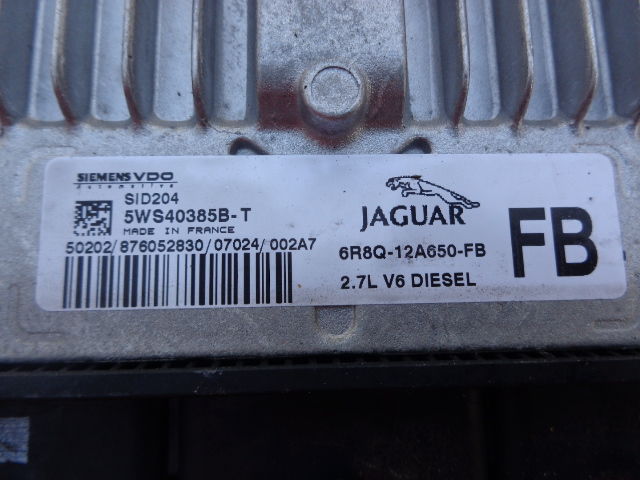 SIEMENS VDO
Automotive
SID204
5WS40385B-T
MADE IN FRANCE
50202/876052830/07024/002A7
JAGUAR
6R8Q-12A650-FB
2.7L V6 DIESEL
FB